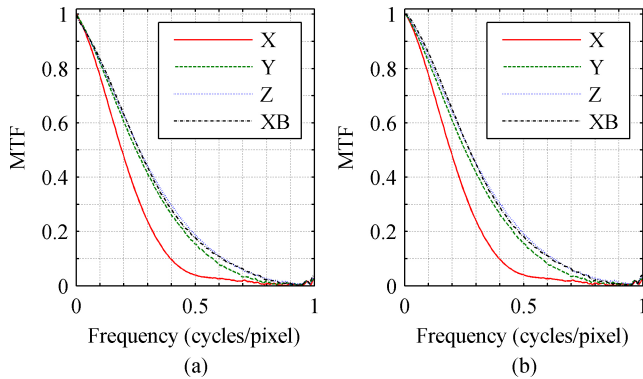 1
0.8
0.6
0.4
0.2
0
MTF
X
Y
Z
XB
0 0.5 1
Frequency (cycles/pixel)
(a)
1
0.8
0.6
0.4
0.2
0
MTF
X
Y
Z
XB
0 0.5 1
Frequency (cycles/pixel)
(b)